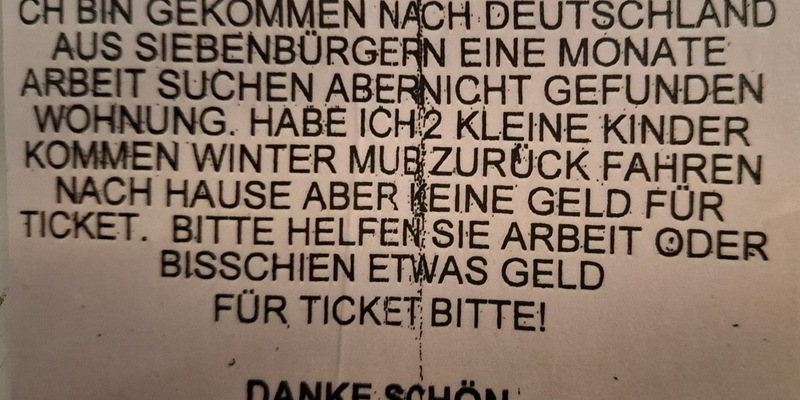 CH BIN GEKOMMEN NACH DEUTSCHLAND
AUS SIEBENBÜRGERN EINE MONATE
ARBEIT SUCHEN ABERNICHT GEFUNDEN
WOHNUNG. HABE ICH 2 KLEINE KINDER
KOMMEN WINTER MUß ZURÜCK FAHREN
NACH HAUSE ABER KEINE GELD FÜR
TICKET. BITTE HELFEN SIE ARBEIT ODER
BISSCHIEN ETWAS GELD
FÜR TICKET BITTE!
DANKE SCHÖN